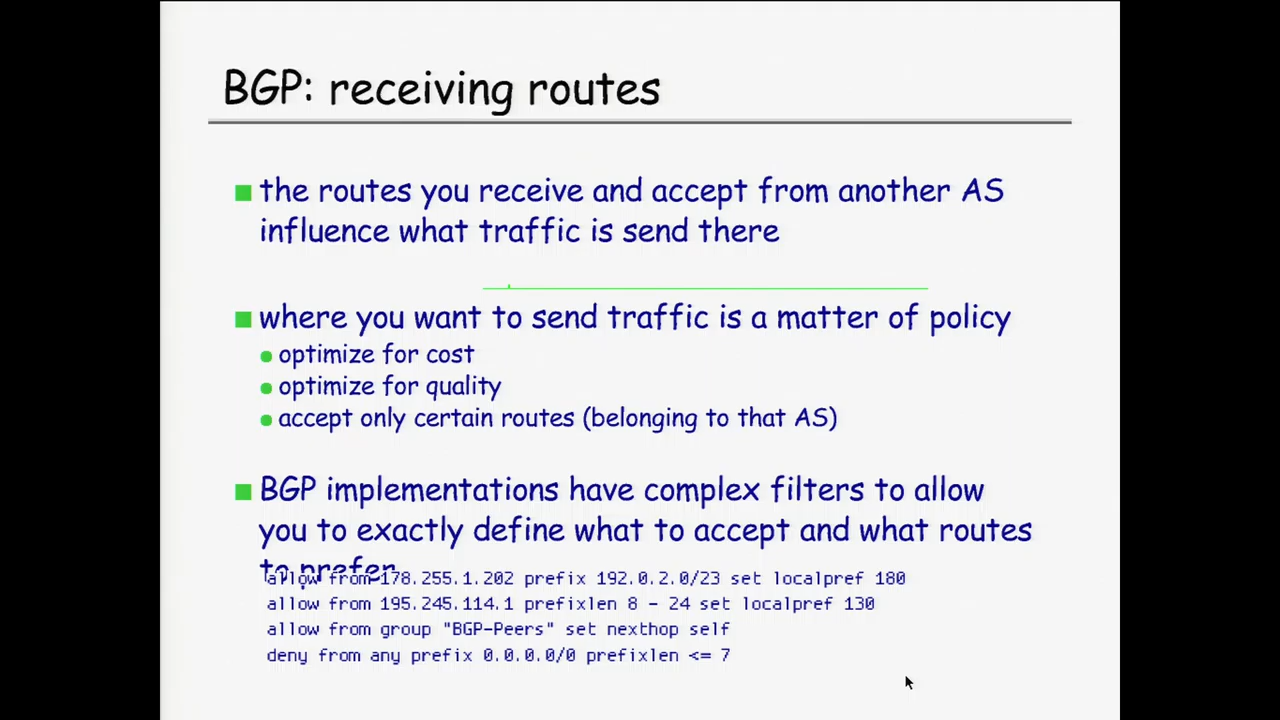 BGP: receiving routes
the routes you receive and accept from another AS
influence what traffic is send there
where you want to send traffic is a matter of policy
optimize for cost
optimize for quality
accept only certain routes (belonging to that AS)
BGP implementations have complex filters to allow
you to exactly define what to accept and what routes
to prefer
allow from 178.255.1.202 prefix 192.0.2.0/23 set localpref 180
allow from 195.245.114.1 prefixlen 8 - 24 set localpref 130
allow from group "BGP-Peers" set nexthop self
deny from any prefix 0.0.0.0/0 prefixlen <= 7